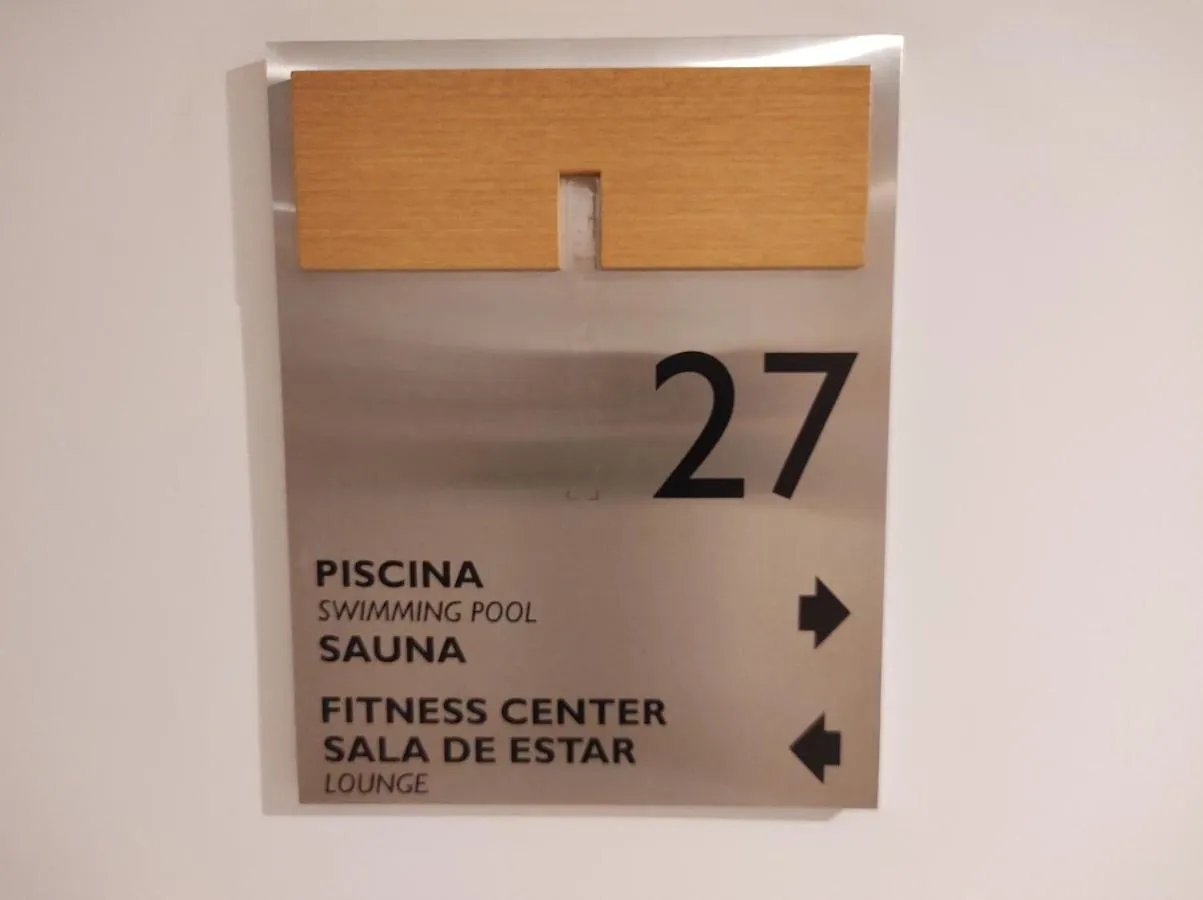 27
PISCINA
SWIMMING POOL
SAUNA
FITNESS CENTER
SALA DE ESTAR
LOUNGE